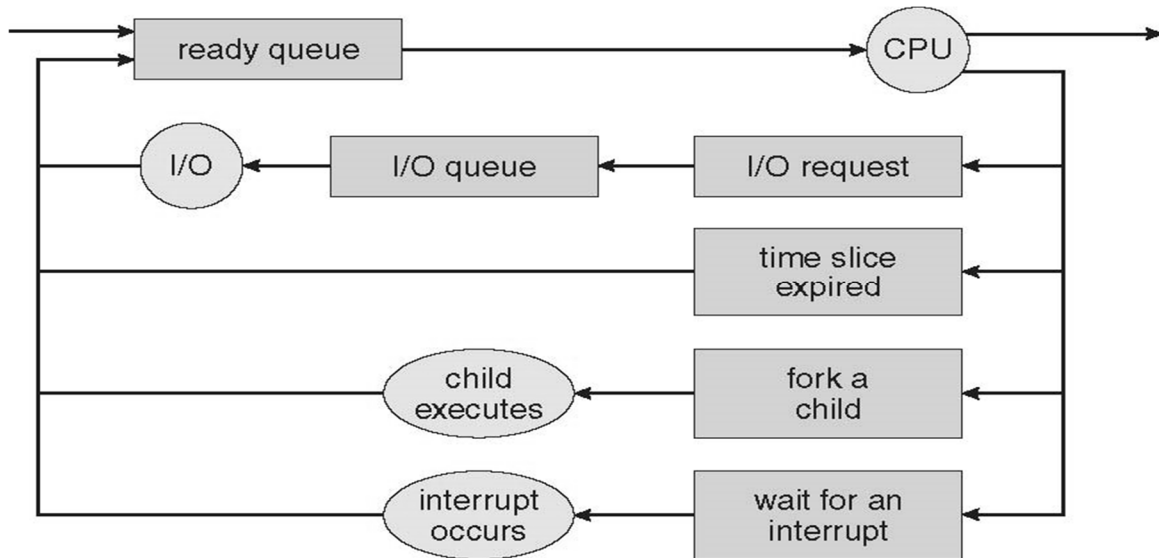 ready queue
CPU
I/O
I/O queue
I/O request
time slice
expired
child
executes
fork a
child
interrupt
occurs
wait for an
interrupt